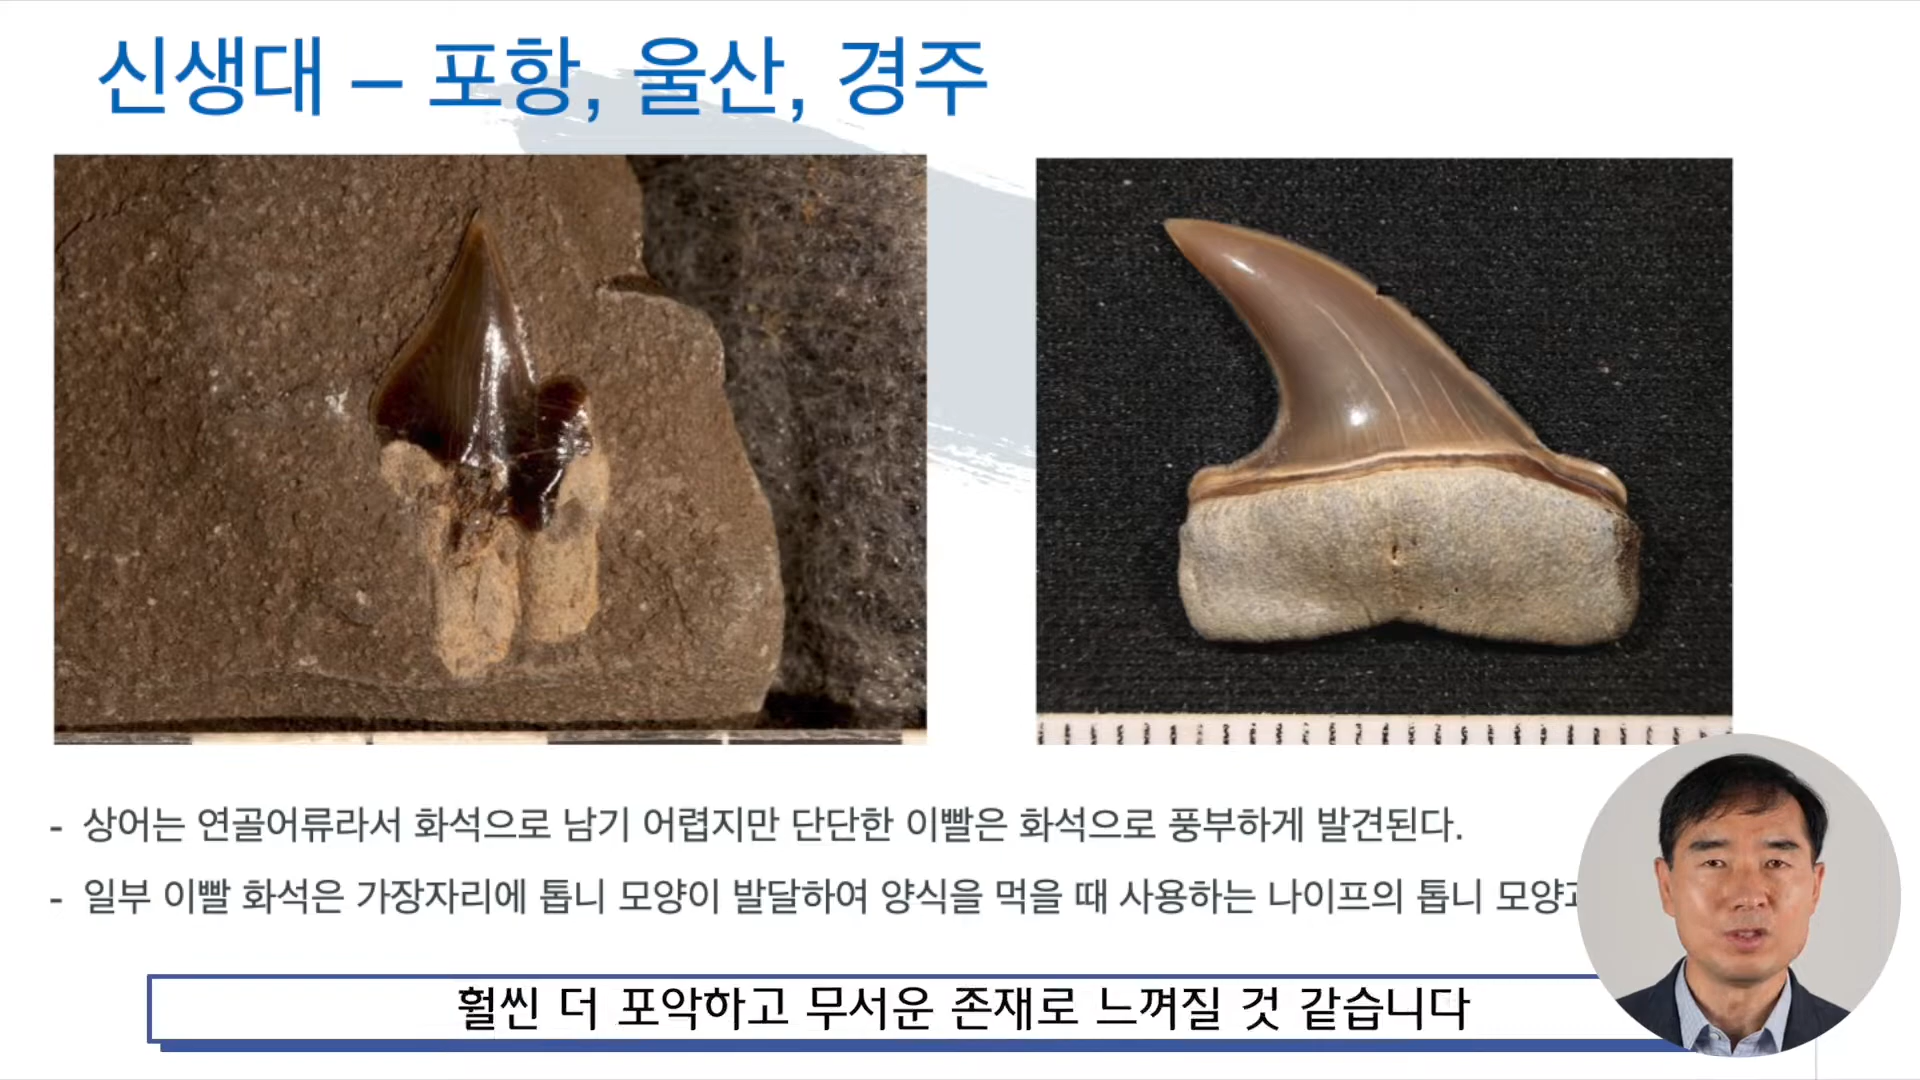 신생대 – 포항, 울산, 경주
- 상어는 연골어류라서 화석으로 남기 어렵지만 단단한 이빨은 화석으로 풍부하게 발견된다.
- 일부 이빨 화석은 가장자리에 톱니 모양이 발달하여 양식을 먹을 때 사용하는 나이프의 톱니
훨씬 더 포악하고 무서운 존재로 느껴질 것 같습니다